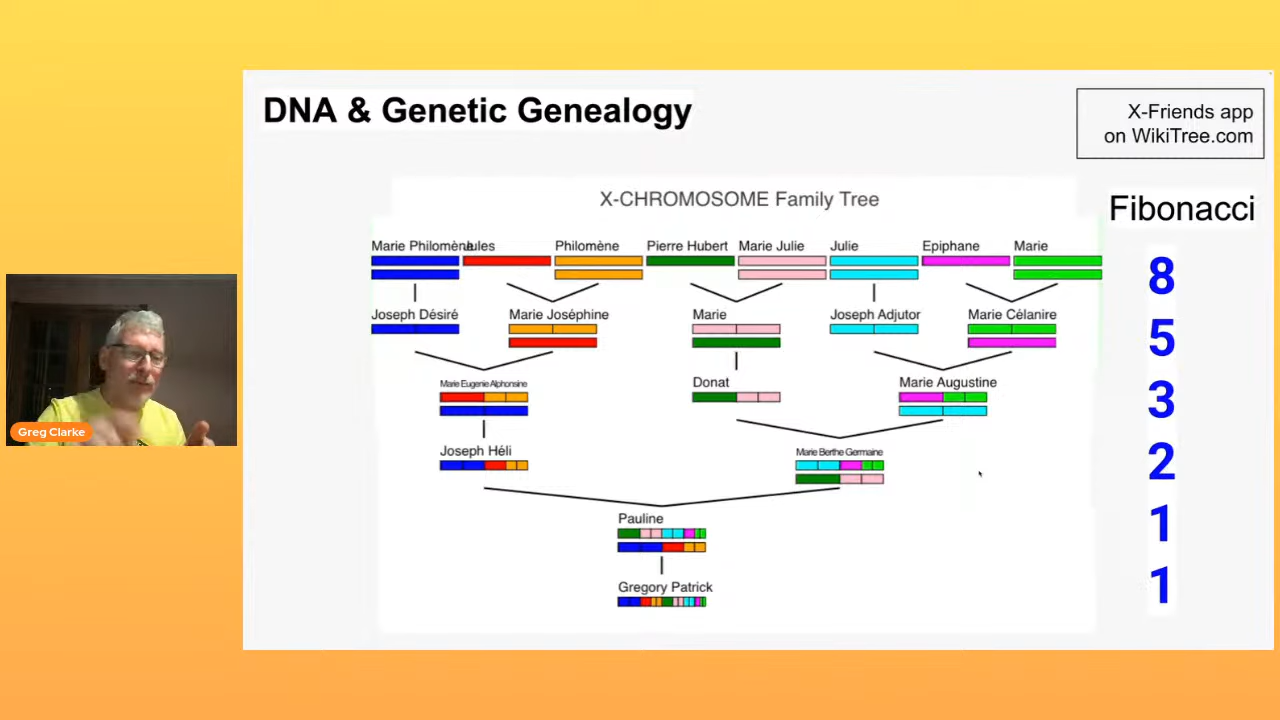 DNA & Genetic Genealogy
X-Friends app
on WikiTree.com
X-CHROMOSOME Family Tree
Fibonacci
Marie Philomène Jules Philomène Pierre Hubert Marie Julie Julie Epiphane Marie
8
Joseph Désiré Marie Joséphine Marie Joseph Adjutor Marie Célanire
5
Marie Eugenie Alphonsine Donat Marie Augustine
3
Joseph Héli Marie Berthe Germaine
2
Pauline
1
Gregory Patrick
1
Greg Clarke